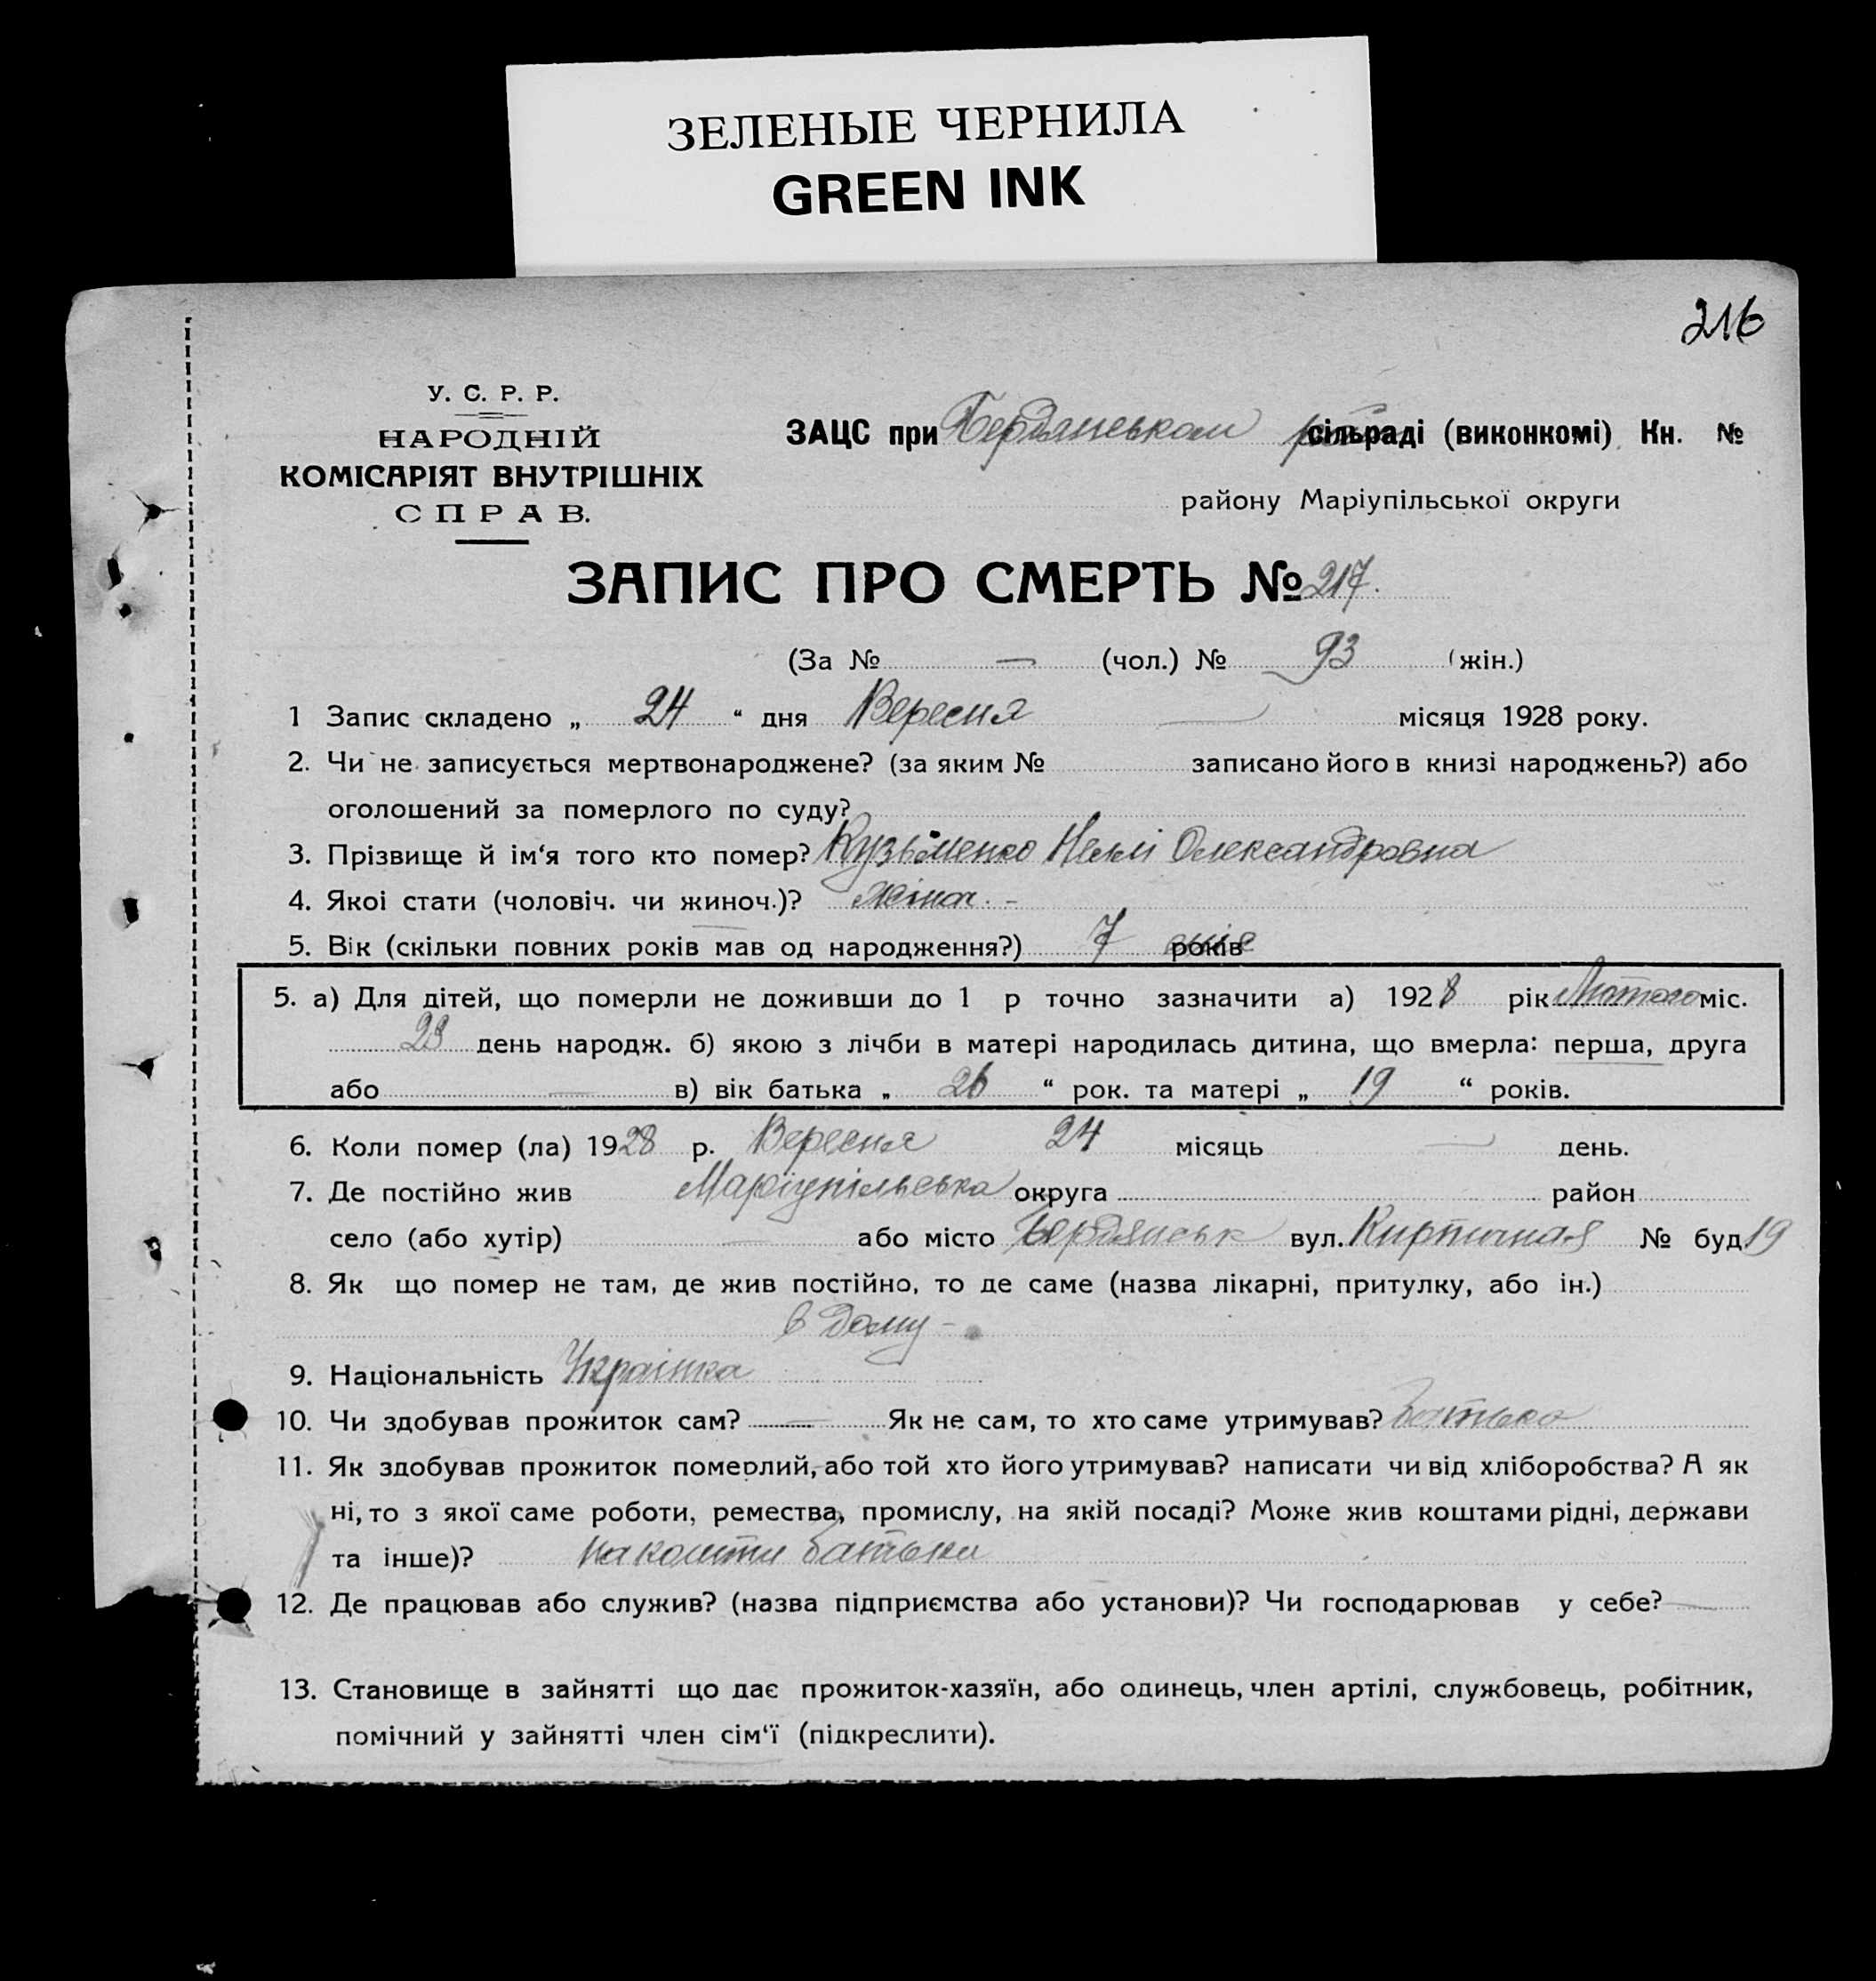 ЗЕЛЕНЫЕ ЧЕРНИЛА
GREEN INK
216
У. С. Р. Р.
НАРОДНІЙ
КОМІСАРІЯТ ВНУТРІШНІХ
СПРАВ.
ЗАЦС при Бердянськом сільраді (виконкомі) Кн. №
району Маріупільської округи
ЗАПИС ПРО СМЕРТЬ № 217.
(За № — (чол.) № 93 (жін.)
1 Запис складено „ 24 “ дня Вересня — місяця 1928 року.
2. Чи не записується мертвонароджене? (за яким № записано його в книзі народжень?) або
оголошений за померлого по суду?
3. Прізвище й ім‘я того кто помер? Кузьменко Неллі Олександровна
4. Якоі стати (чоловіч. чи жиноч.)? жіноч. -
5. Вік (скільки повних років мав од народження?) 7 років
5. а) Для дітей, що померли не доживши до 1 р точно зазначити а) 1928 рік Лютого міс.
23 день народж. б) якою з лічби в матері народилась дитина, що вмерла: перша, друга
або — в) вік батька „ 26 “ рок. та матері „ 19 “ років.
6. Коли помер (ла) 1928 р. Вересня 24 місяць — день.
7. Де постійно жив Маріупільська округа район
село (або хутір) — або місто Бердянськ вул. Кирпична № буд 19
8. Як що помер не там, де жив постійно, то де саме (назва лікарні, притулку, або ін.)
в дому -
9. Національність Українка
10. Чи здобував прожиток сам? — Як не сам, то хто саме утримував? батько
11. Як здобував прожиток померлий, або той хто його утримував? написати чи від хліборобства? А як
ні, то з якої саме роботи, ремества, промислу, на якій посаді? Може жив коштами рідні, держави
та інше)? на кошти батька
12. Де працював або служив? (назва підприємства або установи)? Чи господарював у себе? —
13. Становище в зайнятті що дає прожиток-хазяїн, або одинець, член артілі, службовець, робітник,
помічний у зайнятті член сім‘ї (підкреслити).